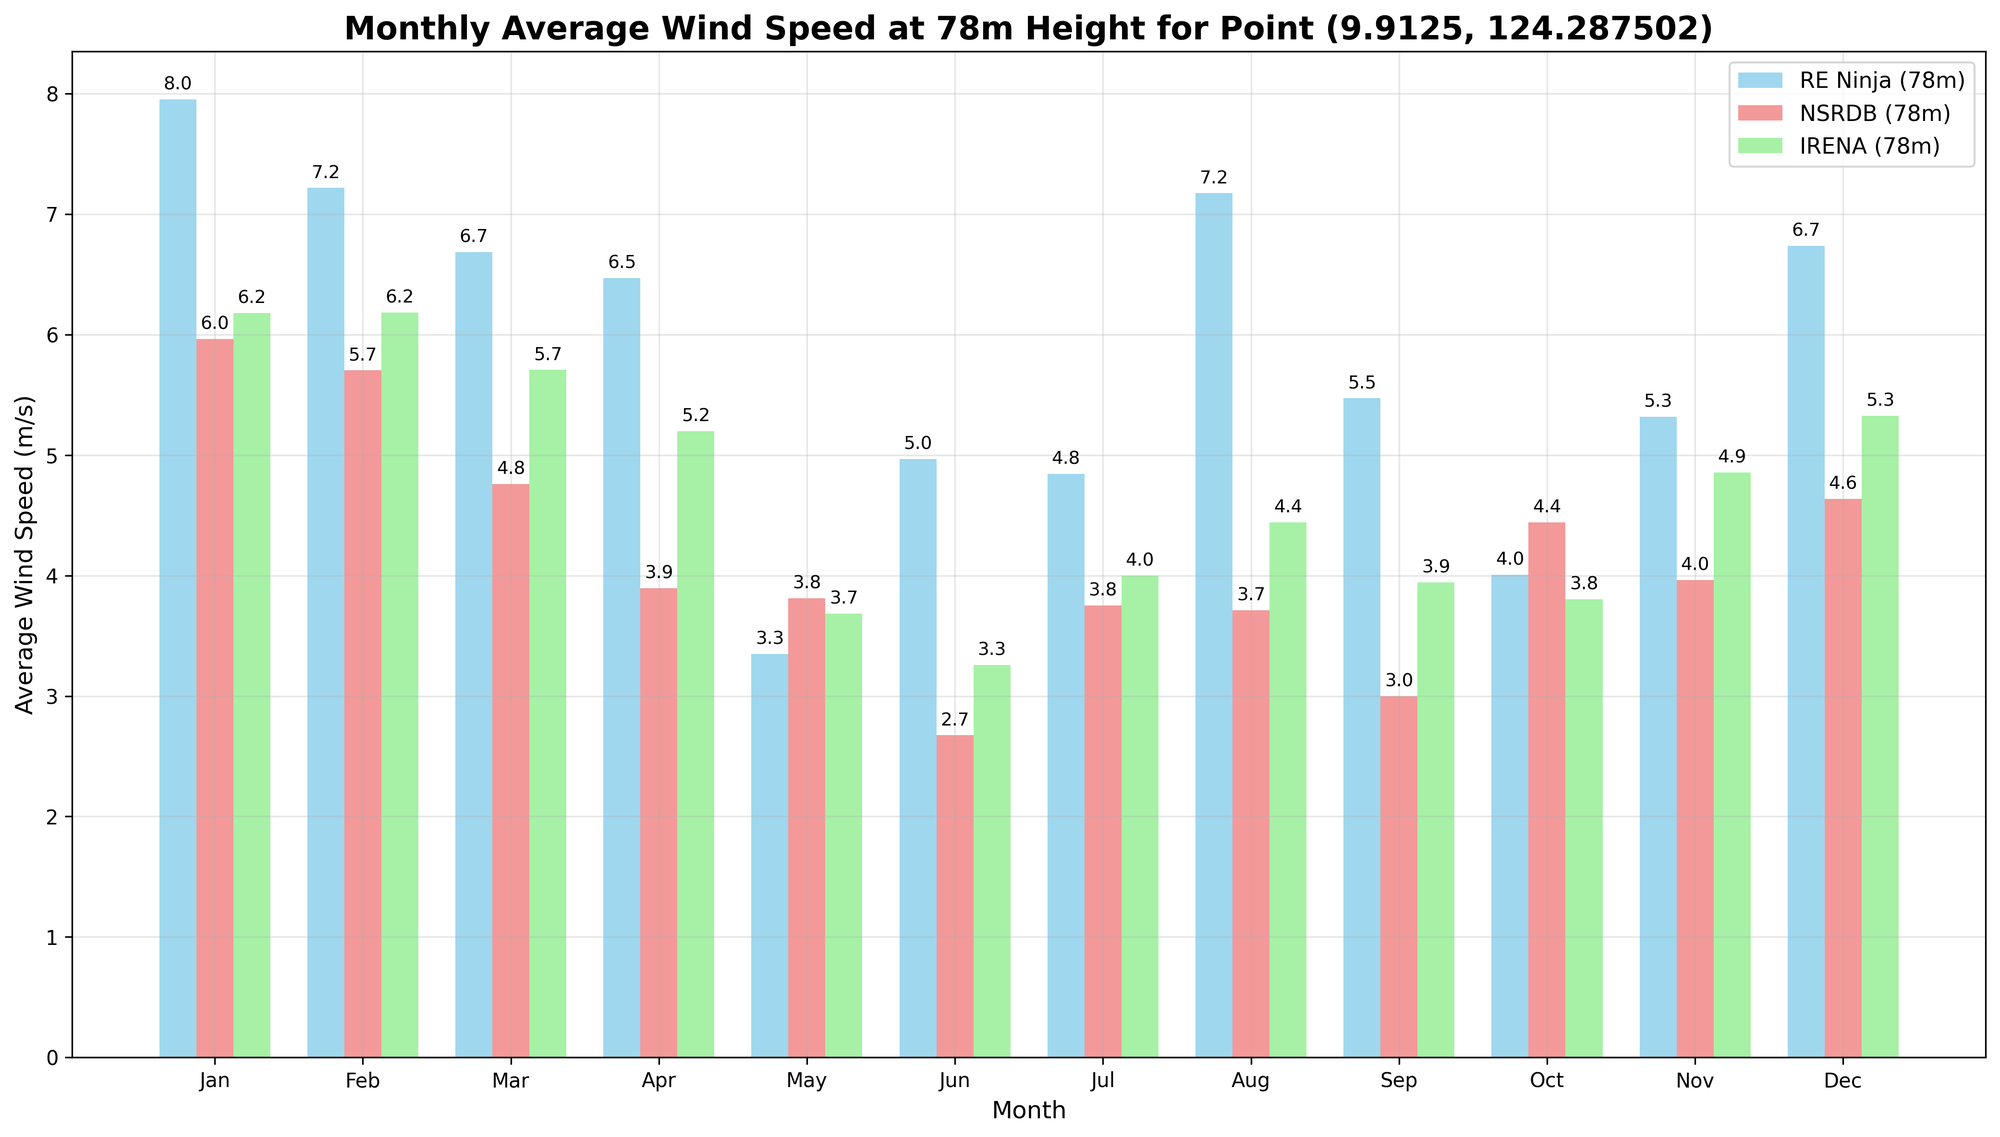 Monthly Average Wind Speed at 78m Height for Point (9.9125, 124.287502)
RE Ninja (78m)
NSRDB (78m)
IRENA (78m)
Average Wind Speed (m/s)
8
7
6
5
4
3
2
1
0
8.0 6.0 6.2
7.2 5.7 6.2
6.7 4.8 5.7
6.5 3.9 5.2
3.3 3.8 3.7
5.0 2.7 3.3
4.8 3.8 4.0
7.2 3.7 4.4
5.5 3.0 3.9
4.0 4.4 3.8
5.3 4.0 4.9
6.7 4.6 5.3
Jan Feb Mar Apr May Jun Jul Aug Sep Oct Nov Dec
Month